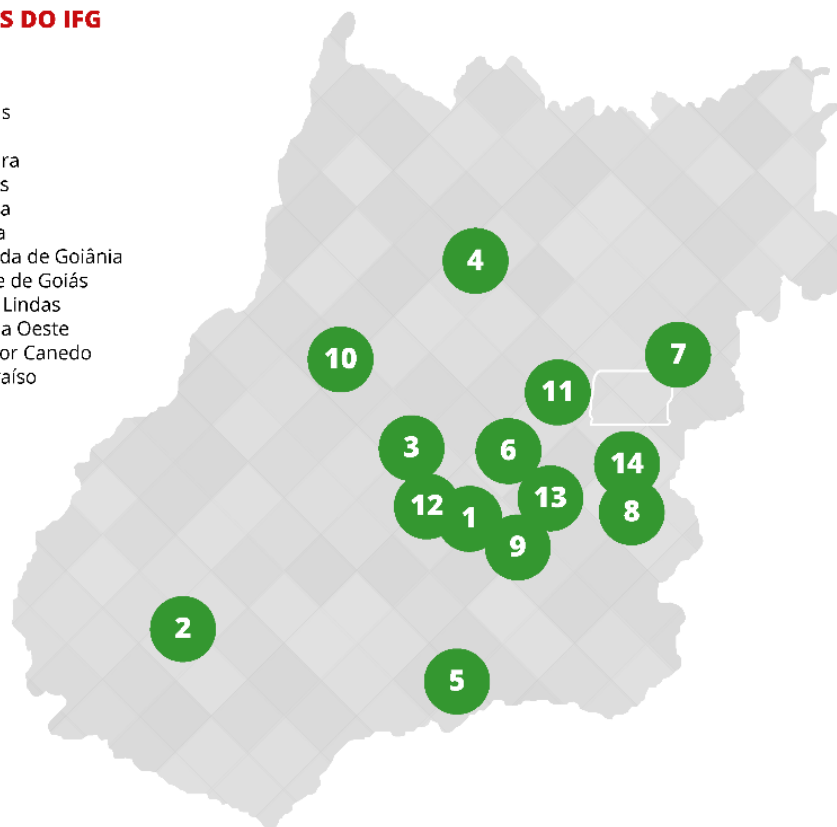 S DO IFG
s
ra
s
a
a
da de Goiânia
e de Goiás
Lindas
a Oeste
or Canedo
aíso
4
10
7
11
3
6
14
12
1
13
8
9
2
5